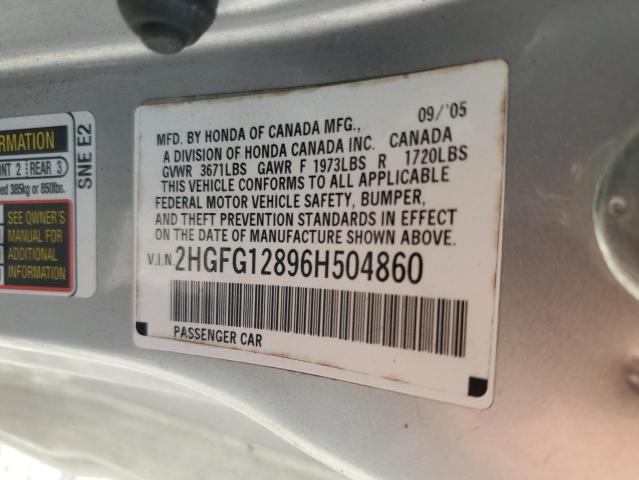 RMATION
NT 2 REAR 3
eed 385kg or 850lbs.
SEE OWNER'S
MANUAL FOR
ADDITIONAL
INFORMATION
SNE E2
09/'05
MFD. BY HONDA OF CANADA MFG.,
A DIVISION OF HONDA CANADA INC. CANADA
GVWR 3671LBS GAWR F 1973LBS R 1720LBS
THIS VEHICLE CONFORMS TO ALL APPLICABLE
FEDERAL MOTOR VEHICLE SAFETY, BUMPER,
AND THEFT PREVENTION STANDARDS IN EFFECT
ON THE DATE OF MANUFACTURE SHOWN ABOVE.
V.I.N. 2HGFG12896H504860
PASSENGER CAR